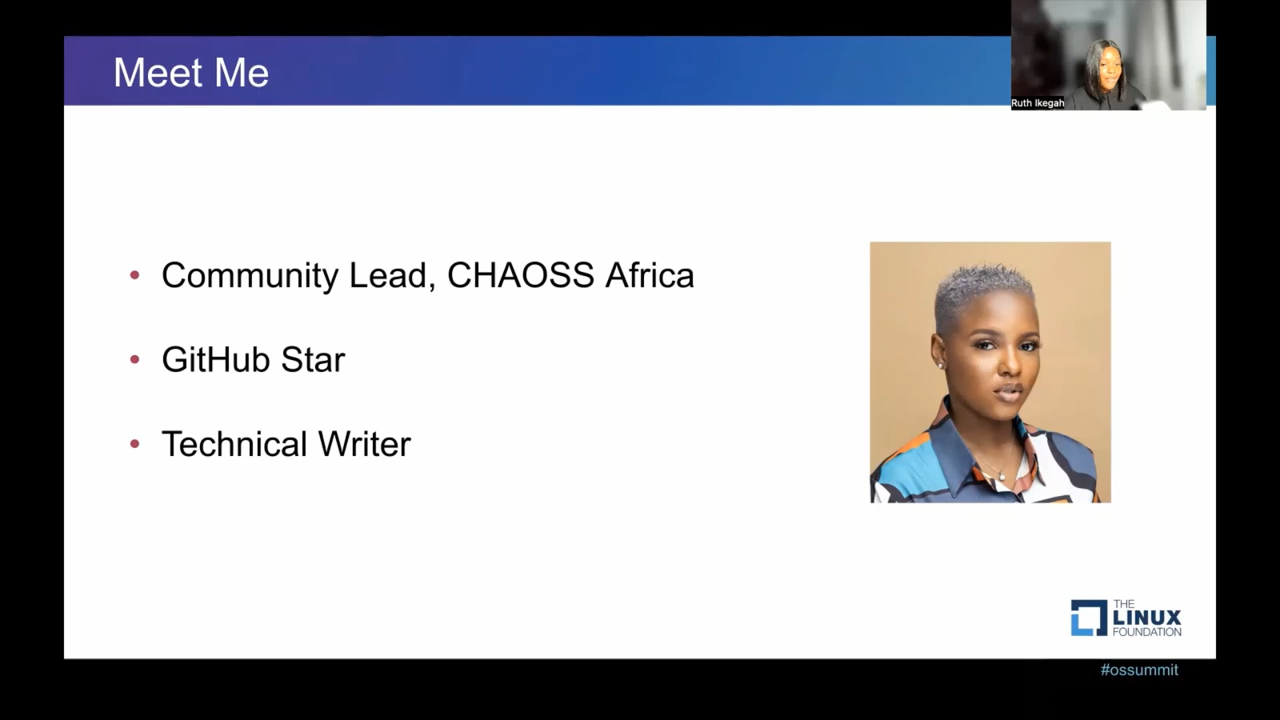 Meet Me
Ruth Ikegah
• Community Lead, CHAOSS Africa
• GitHub Star
• Technical Writer
THE
LINUX
FOUNDATION
#ossummit